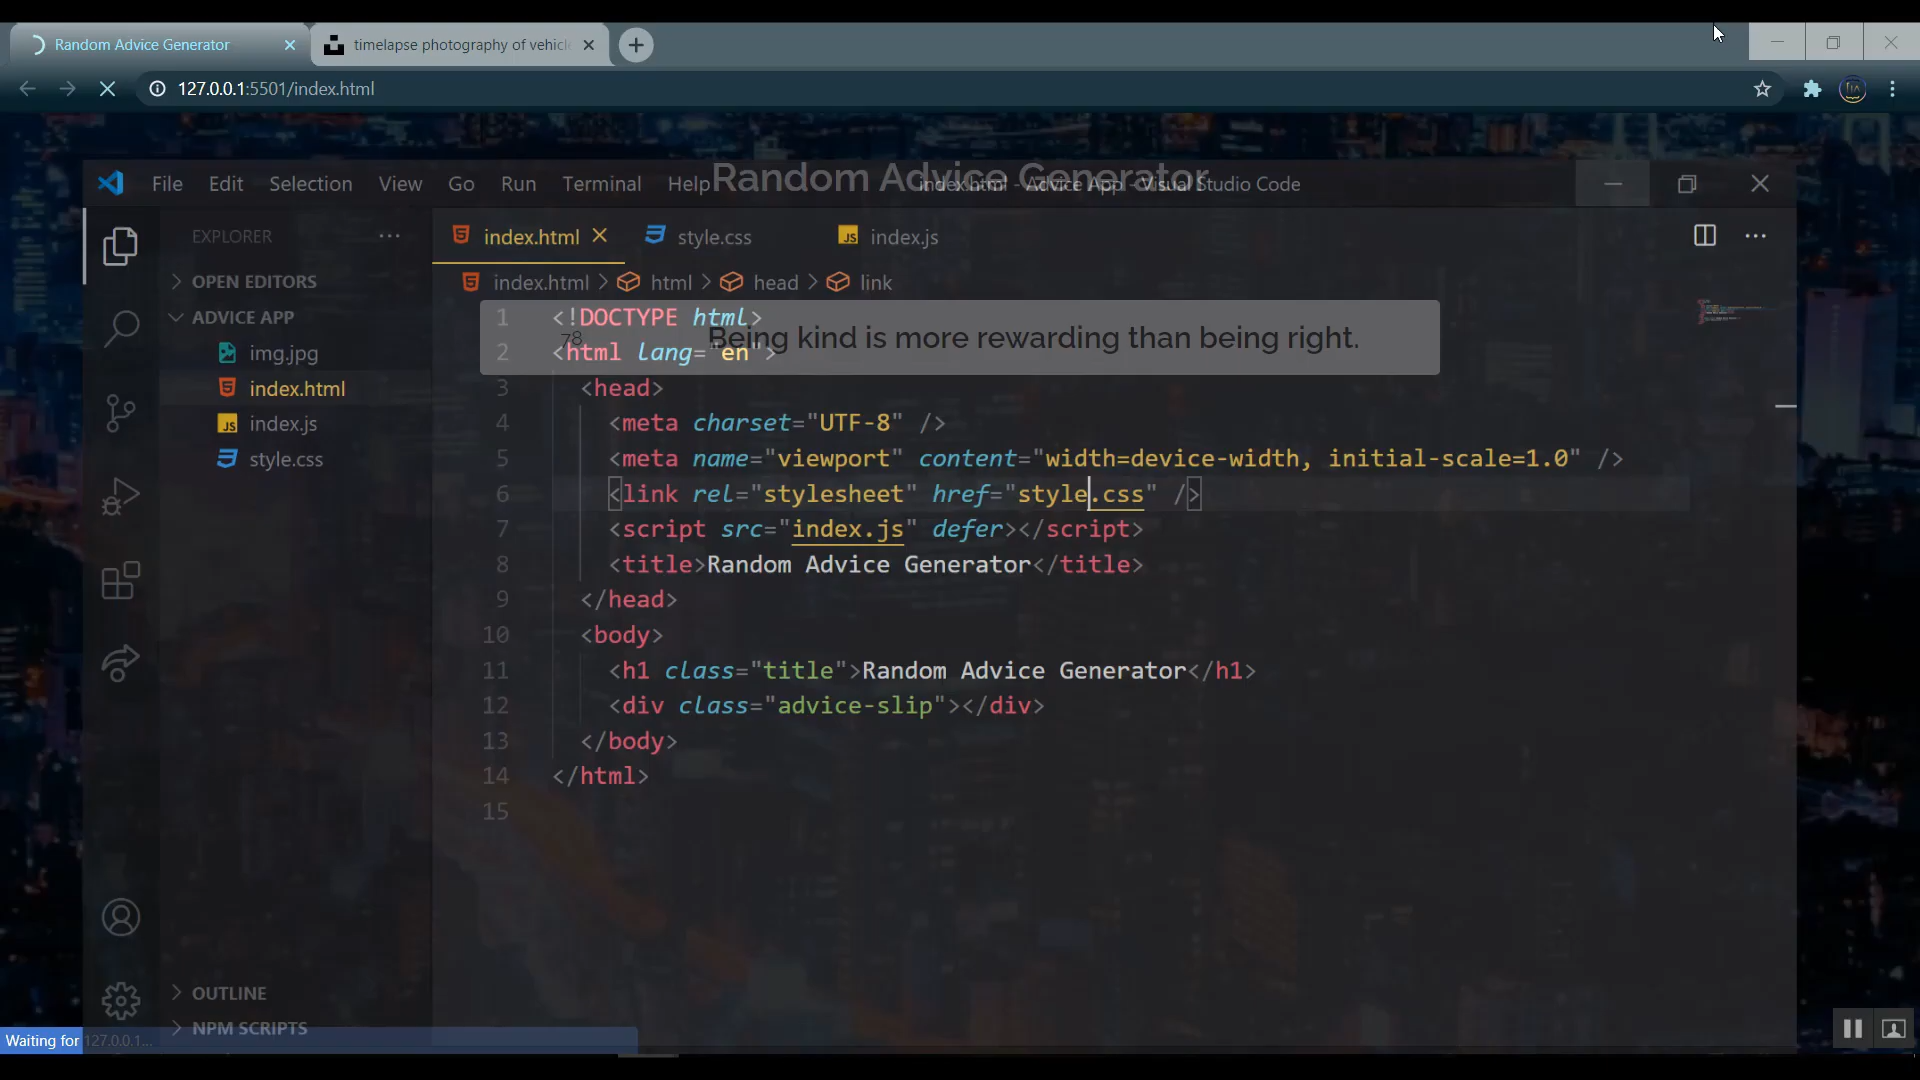 Random Advice Generator
timelapse photography of vehicl
127.0.0.1:5501/index.html
Random Advice Generator
File Edit Selection View Go Run Terminal Help
index.html - Advice App - Visual Studio Code
EXPLORER
OPEN EDITORS
ADVICE APP
img.jpg
index.html
index.js
style.css
OUTLINE
NPM SCRIPTS
index.html style.css index.js
index.html > html > head > link
78 Being kind is more rewarding than being right.
1 <!DOCTYPE html>
2 <html lang="en">
3 <head>
4 <meta charset="UTF-8" />
5 <meta name="viewport" content="width=device-width, initial-scale=1.0" />
6 <link rel="stylesheet" href="style.css" />
7 <script src="index.js" defer></script>
8 <title>Random Advice Generator</title>
9 </head>
10 <body>
11 <h1 class="title">Random Advice Generator</h1>
12 <div class="advice-slip"></div>
13 </body>
14 </html>
15
Waiting for 127.0.0.1...